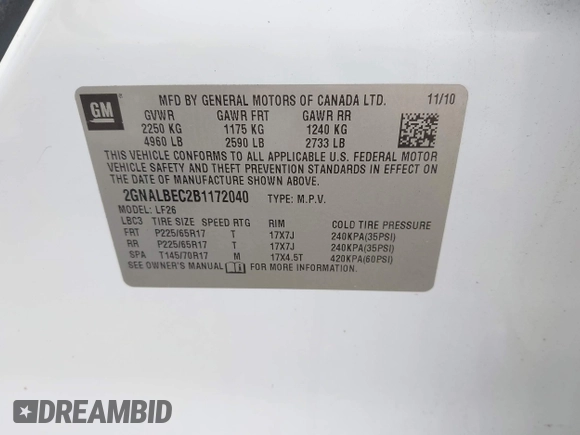 GM
MFD BY GENERAL MOTORS OF CANADA LTD. 11/10
GVWR GAWR FRT GAWR RR
2250 KG 1175 KG 1240 KG
4960 LB 2590 LB 2733 LB
THIS VEHICLE CONFORMS TO ALL APPLICABLE U.S. FEDERAL MOTOR
VEHICLE SAFETY AND THEFT PREVENTION STANDARDS IN EFFECT ON
THE DATE OF MANUFACTURE SHOWN ABOVE.
2GNALBEC2B1172040 TYPE: M.P.V.
MODEL: LF26
LBC3 TIRE SIZE SPEED RTG RIM COLD TIRE PRESSURE
FRT P225/65R17 T 17X7J 240KPA(35PSI)
RR P225/65R17 T 17X7J 240KPA(35PSI)
SPA T145/70R17 M 17X4.5T 420KPA(60PSI)
SEE OWNER'S MANUAL FOR MORE INFORMATION.
DREAMBID